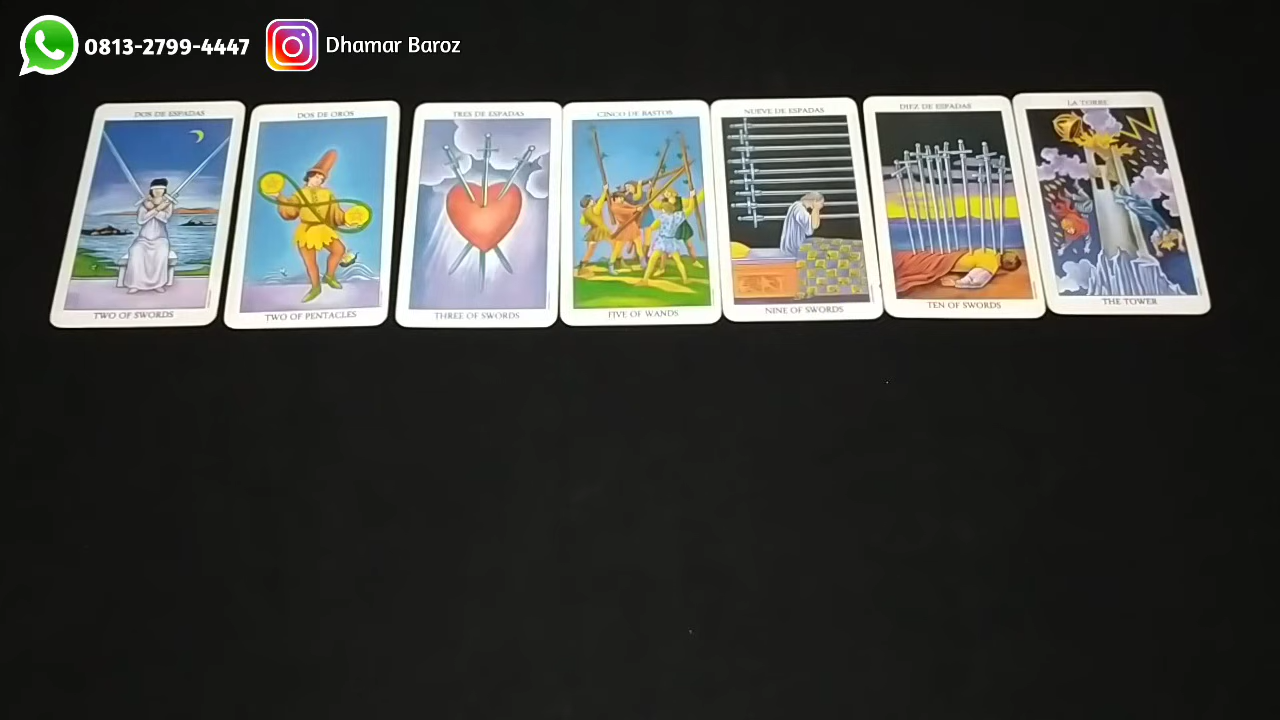 0813-2799-4447 Dhamar Baroz
DOS DE ESPADAS
TWO OF SWORDS
DOS DE OROS
TWO OF PENTACLES
TRES DE ESPADAS
THREE OF SWORDS
CINCO DE BASTOS
FIVE OF WANDS
NUEVE DE ESPADAS
NINE OF SWORDS
DIEZ DE ESPADAS
TEN OF SWORDS
LA TORRE
THE TOWER